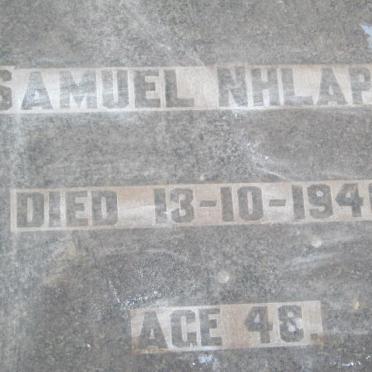 SAMUEL NHLAP
DIED 13-10-194
AGE 48